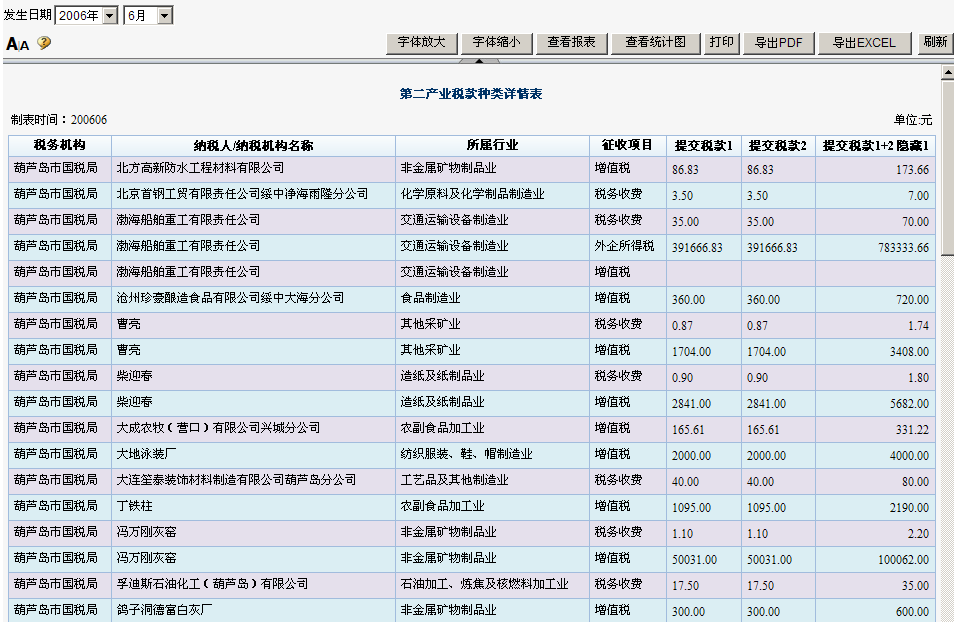 发生日期 2006年 6月
AA ?
字体放大 字体缩小 查看报表 查看统计图 打印 导出PDF 导出EXCEL 刷新
第二产业税款种类详情表
制表时间：200606 单位:元
税务机构 纳税人/纳税机构名称 所属行业 征收项目 提交税款1 提交税款2 提交税款1+2 隐藏1
葫芦岛市国税局 北方高新防水工程材料有限公司 非金属矿物制品业 增值税 86.83 86.83 173.66
葫芦岛市国税局 北京首钢工贸有限责任公司绥中净海雨隆分公司 化学原料及化学制品制造业 税务收费 3.50 3.50 7.00
葫芦岛市国税局 渤海船舶重工有限责任公司 交通运输设备制造业 税务收费 35.00 35.00 70.00
葫芦岛市国税局 渤海船舶重工有限责任公司 交通运输设备制造业 外企所得税 391666.83 391666.83 783333.66
葫芦岛市国税局 渤海船舶重工有限责任公司 交通运输设备制造业 增值税
葫芦岛市国税局 沧州珍豪酿造食品有限公司绥中大海分公司 食品制造业 增值税 360.00 360.00 720.00
葫芦岛市国税局 曹亮 其他采矿业 税务收费 0.87 0.87 1.74
葫芦岛市国税局 曹亮 其他采矿业 增值税 1704.00 1704.00 3408.00
葫芦岛市国税局 柴迎春 造纸及纸制品业 税务收费 0.90 0.90 1.80
葫芦岛市国税局 柴迎春 造纸及纸制品业 增值税 2841.00 2841.00 5682.00
葫芦岛市国税局 大成农牧（营口）有限公司兴城分公司 农副食品加工业 增值税 165.61 165.61 331.22
葫芦岛市国税局 大地泳装厂 纺织服装、鞋、帽制造业 增值税 2000.00 2000.00 4000.00
葫芦岛市国税局 大连笙泰装饰材料制造有限公司葫芦岛分公司 工艺品及其他制造业 税务收费 40.00 40.00 80.00
葫芦岛市国税局 丁铁柱 农副食品加工业 增值税 1095.00 1095.00 2190.00
葫芦岛市国税局 冯万刚灰窑 非金属矿物制品业 税务收费 1.10 1.10 2.20
葫芦岛市国税局 冯万刚灰窑 非金属矿物制品业 增值税 50031.00 50031.00 100062.00
葫芦岛市国税局 孚迪斯石油化工（葫芦岛）有限公司 石油加工、炼焦及核燃料加工业 税务收费 17.50 17.50 35.00
葫芦岛市国税局 鸽子洞德富白灰厂 非金属矿物制品业 增值税 300.00 300.00 600.00